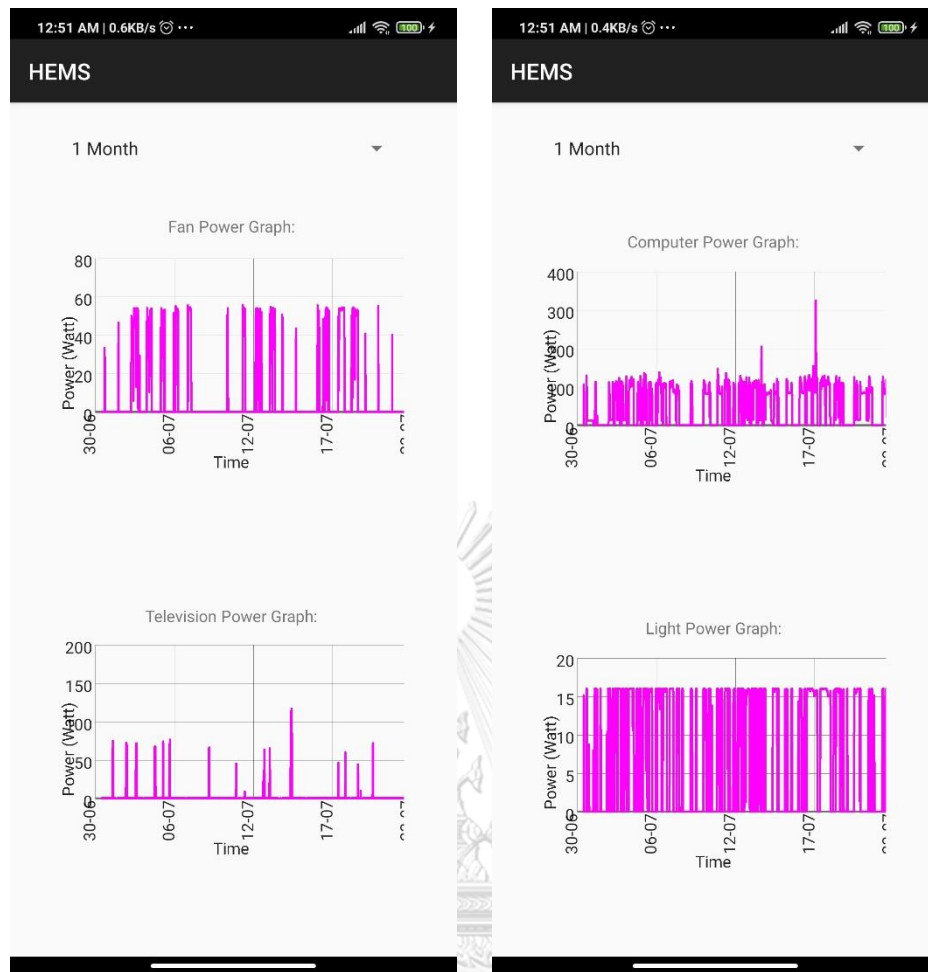 12:51 AM | 0.6KB/s ... 100
HEMS
1 Month
Fan Power Graph:
80
60
40
20
0
Power (Watt)
30-06
06-07
12-07
17-07
Time
Television Power Graph:
200
150
100
50
0
Power (Watt)
30-06
06-07
12-07
17-07
Time
12:51 AM | 0.4KB/s ... 100
HEMS
1 Month
Computer Power Graph:
400
300
200
100
0
Power (Watt)
30-06
06-07
12-07
17-07
Time
Light Power Graph:
20
15
10
5
0
Power (Watt)
30-06
06-07
12-07
17-07
Time